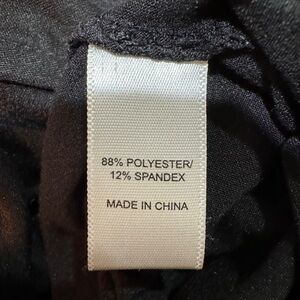 88% POLYESTER/
12% SPANDEX
MADE IN CHINA